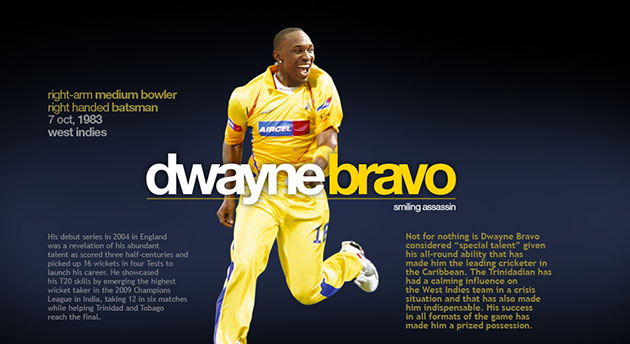 right-arm medium bowler
right handed batsman
7 oct, 1983
west indies
AIRCEL
dwaynebravo
smiling assassin
16
His debut series in 2004 in England
was a revelation of his abundant
talent as scored three half-centuries and
picked up 16 wickets in four Tests to
launch his career. He showcased
his T20 skills by emerging the highest
wicket taker in the 2009 Champions
League in India, taking 12 in six matches
while helping Trinidad and Tobago
reach the final.
Not for nothing is Dwayne Bravo
considered “special talent” given
his all-round ability that has
made him the leading cricketer in
the Caribbean. The Trinidadian has
had a calming influence on
the West Indies team in a crisis
situation and that has also made
him indispensable. His success
in all formats of the game has
made him a prized possession.